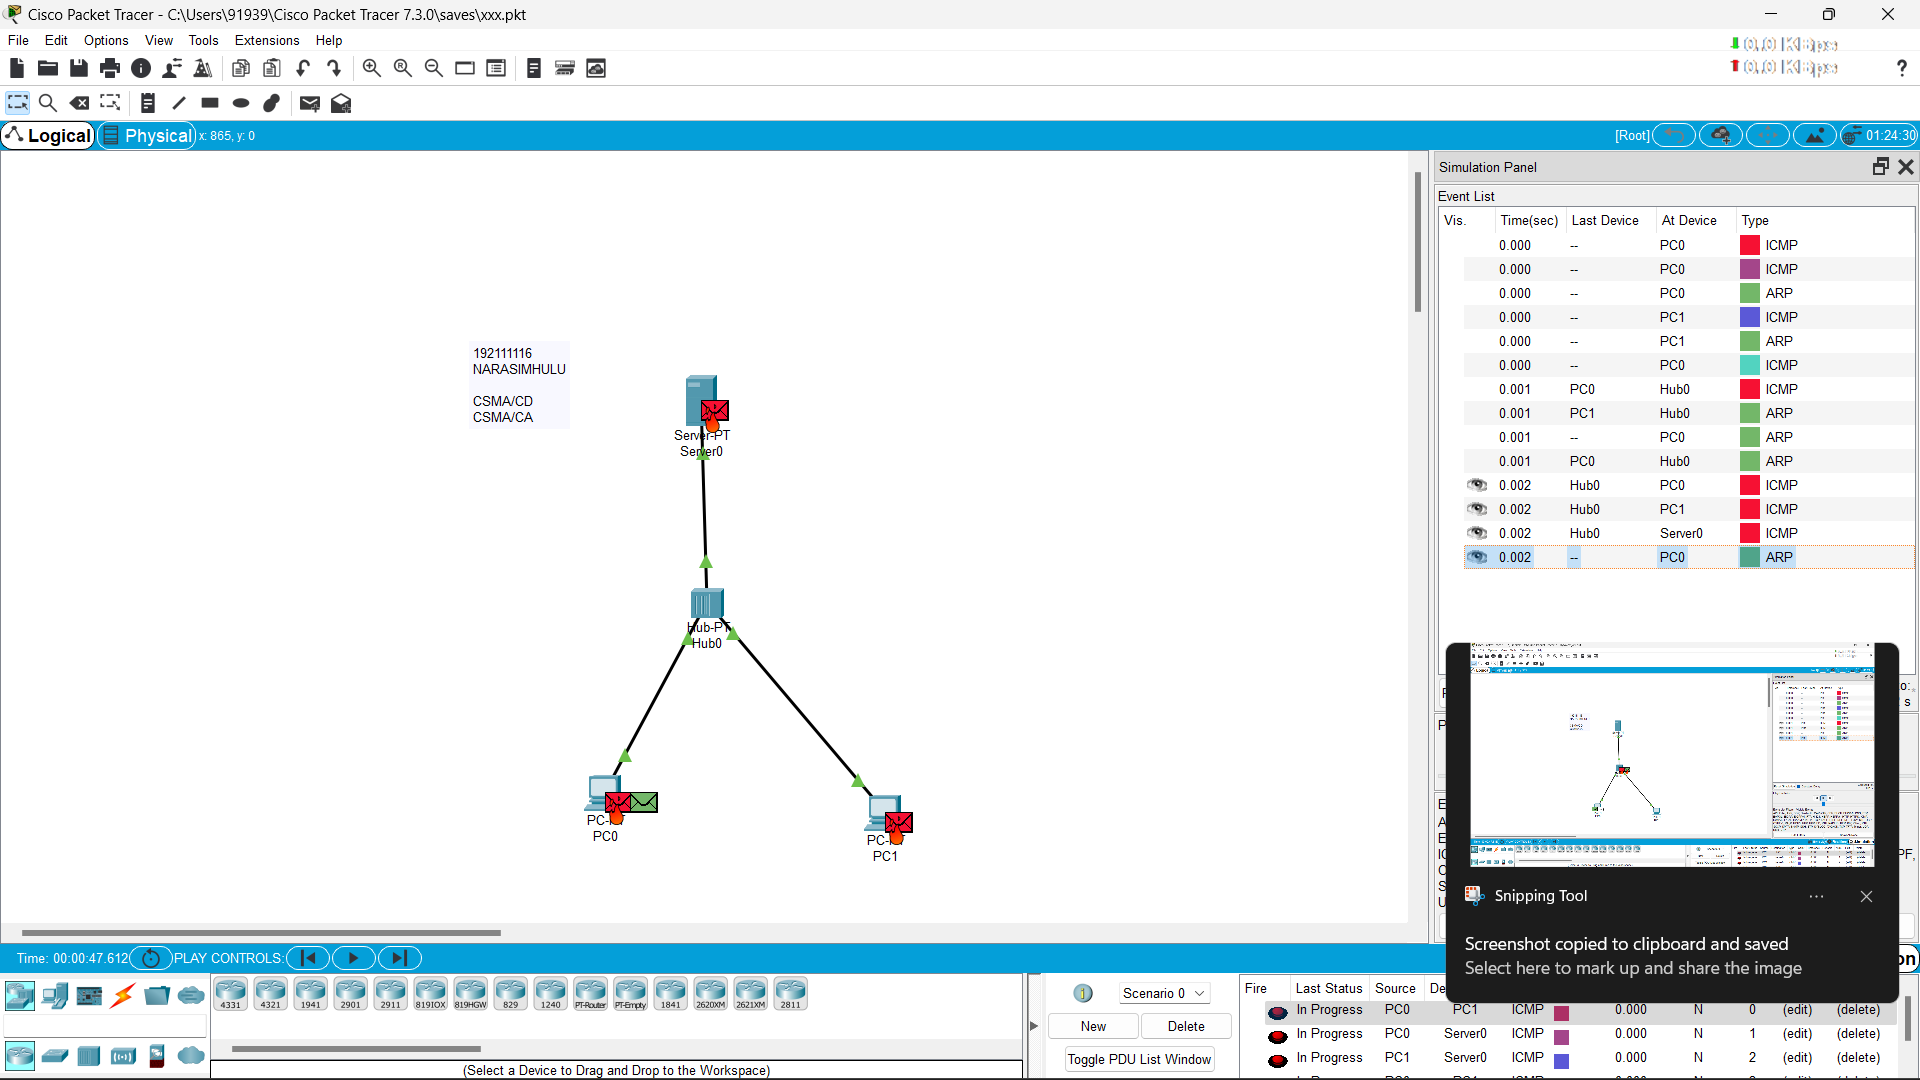 Cisco Packet Tracer - C:\Users\91939\Cisco Packet Tracer 7.3.0\saves\xxx.pkt
File Edit Options View Tools Extensions Help
0.0 KBps
0.0 KBps
?
Logical Physical x: 865, y: 0 [Root] 01:24:30
Simulation Panel
Event List
Vis. Time(sec) Last Device At Device Type
0.000 -- PC0 ICMP
0.000 -- PC0 ICMP
0.000 -- PC0 ARP
0.000 -- PC1 ICMP
0.000 -- PC1 ARP
0.000 -- PC0 ICMP
0.001 PC0 Hub0 ICMP
0.001 PC1 Hub0 ARP
0.001 -- PC0 ARP
0.001 PC0 Hub0 ARP
0.002 Hub0 PC0 ICMP
0.002 Hub0 PC1 ICMP
0.002 Hub0 Server0 ICMP
0.002 -- PC0 ARP
192111116
NARASIMHULU
CSMA/CD
CSMA/CA
Server-PT
Server0
Hub-PT
Hub0
PC0
PC1
Snipping Tool
Screenshot copied to clipboard and saved
Select here to mark up and share the image
Time: 00:00:47.612 PLAY CONTROLS:
4331 4321 1941 2901 2911 819IOX 819HGW 829 1240 PT-Router PT-Empty 1841 2620XM 2621XM 2811
(Select a Device to Drag and Drop to the Workspace)
Scenario 0
New Delete
Toggle PDU List Window
Fire Last Status Source
In Progress PC0 PC1 ICMP 0.000 N 0 (edit) (delete)
In Progress PC0 Server0 ICMP 0.000 N 1 (edit) (delete)
In Progress PC1 Server0 ICMP 0.000 N 2 (edit) (delete)